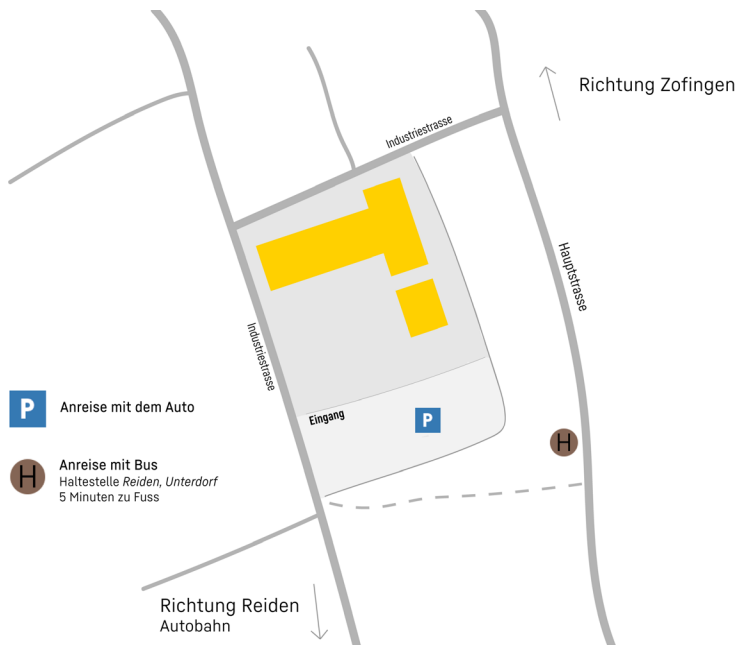 Richtung Zofingen
Industriestrasse
Hauptstrasse
Industriestrasse
P
Anreise mit dem Auto
Eingang
P
H
H
Anreise mit Bus
Haltestelle Reiden, Unterdorf
5 Minuten zu Fuss
Richtung Reiden
Autobahn